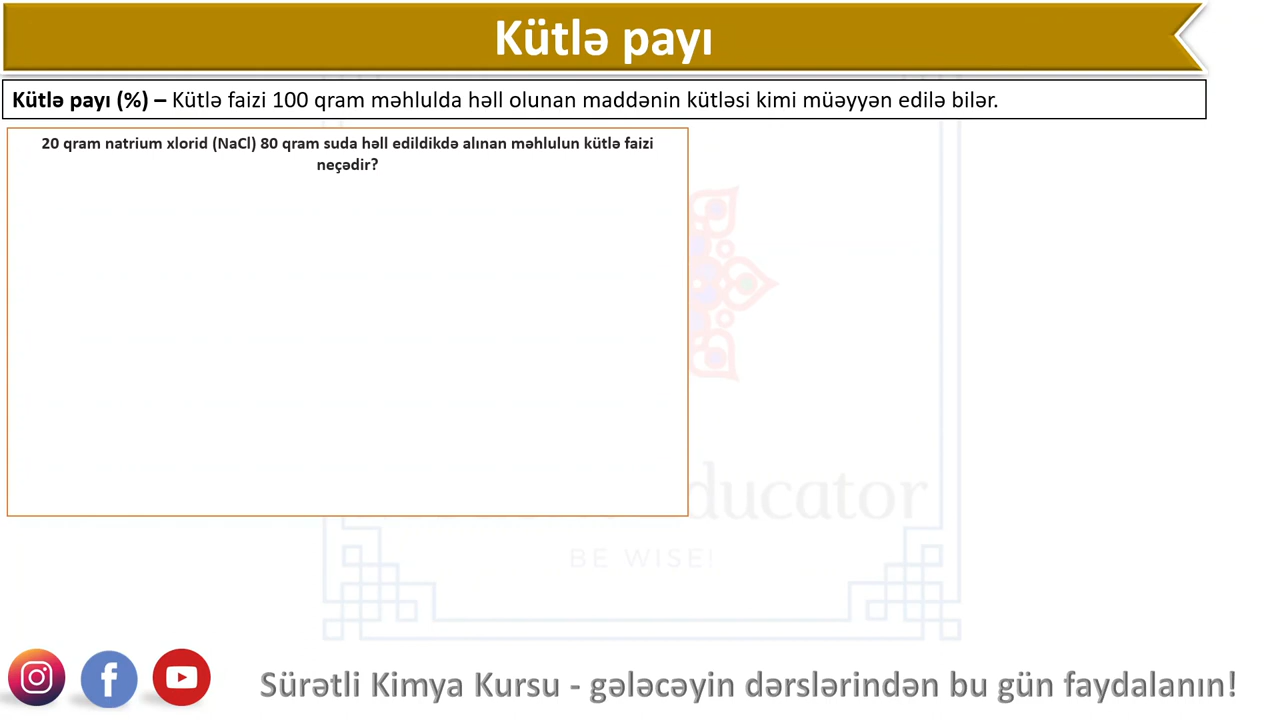 Kütlə payı
Kütlə payı (%) – Kütlə faizi 100 qram məhlulda həll olunan maddənin kütləsi kimi müəyyən edilə bilər.
20 qram natrium xlorid (NaCl) 80 qram suda həll edildikdə alınan məhlulun kütlə faizi
neçədir?
ducator
BE WISE!
Sürətli Kimya Kursu - gələcəyin dərslərindən bu gün faydalanın!